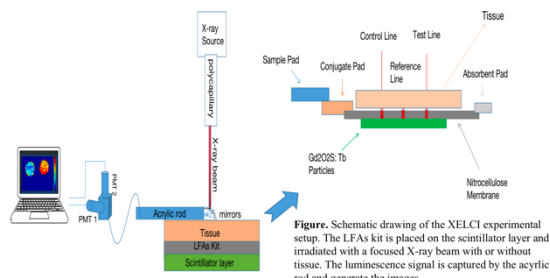 X-ray
Source
polycapillary
X-ray beam
PMT 2
PMT 1
Acrylic rod
mirrors
Tissue
LFAs Kit
Scintillator layer
Tissue
Control Line
Test Line
Sample Pad
Conjugate Pad
Reference
Line
Absorbent Pad
Gd2O2S: Tb
Particles
Nitrocellulose
Membrane
Figure. Schematic drawing of the XELCI experimental
setup. The LFAs kit is placed on the scintillator layer and
irradiated with a focused X-ray beam with or without
tissue. The luminescence signal is captured by the acrylic
rod and generate the images